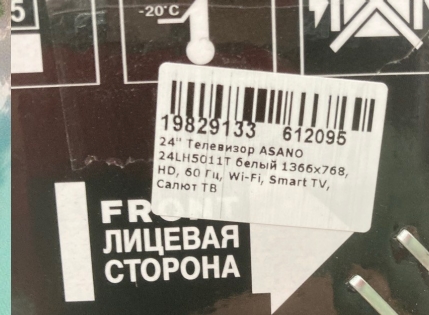 5
-20°C
19829133 612095
24" Телевизор ASANO
24LH5011T белый 1366x768,
HD, 60 Гц, Wi-Fi, Smart TV,
Салют ТВ
FRONT
ЛИЦЕВАЯ
СТОРОНА